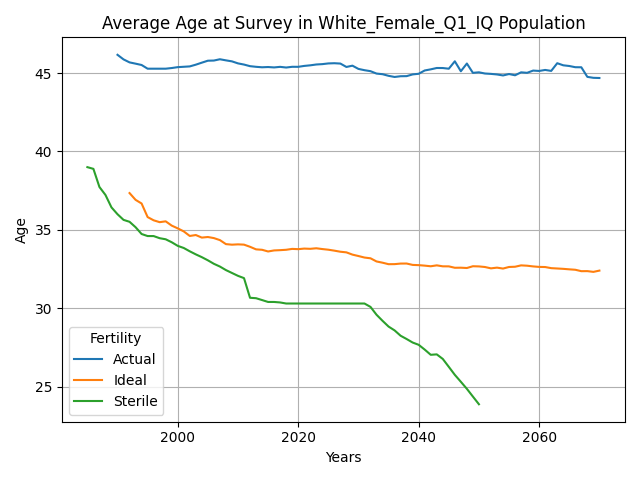 Average Age at Survey in White_Female_Q1_IQ Population
45
40
35
30
25
Age
Fertility
Actual
Ideal
Sterile
2000
2020
2040
2060
Years